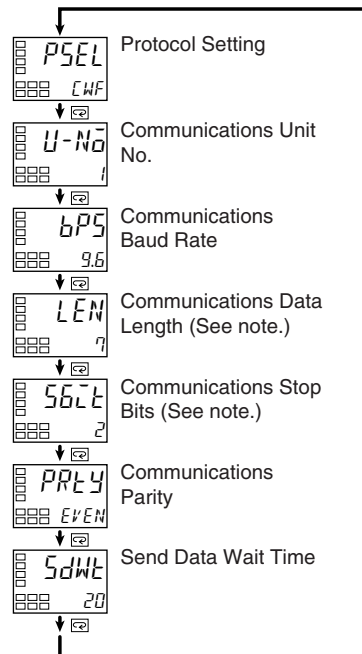 PSEL
Protocol Setting
CWF
U-No
Communications Unit
No.
1
bPS
Communications
Baud Rate
9.6
LEN
Communications Data
Length (See note.)
7
Sbit
Communications Stop
Bits (See note.)
2
PRtY
Communications
Parity
EVEN
SdWt
Send Data Wait Time
20